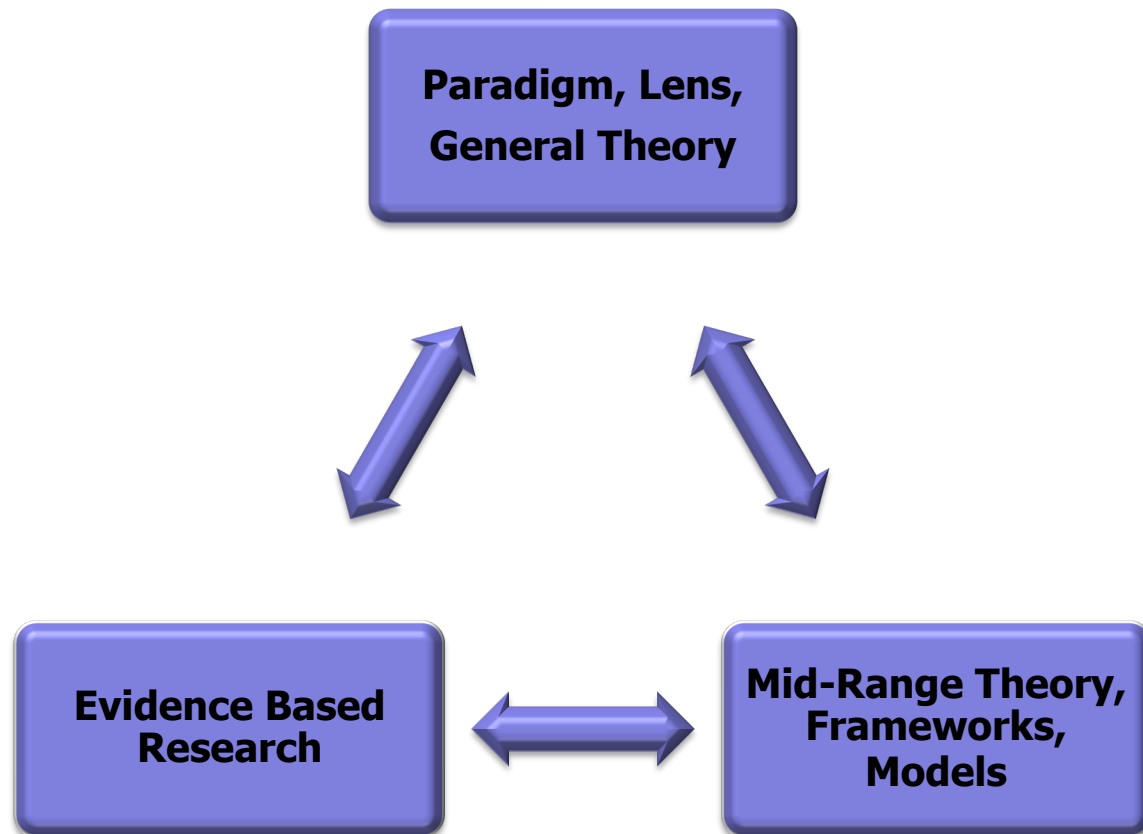 Paradigm, Lens,
General Theory
Evidence Based
Research
Mid-Range Theory,
Frameworks,
Models